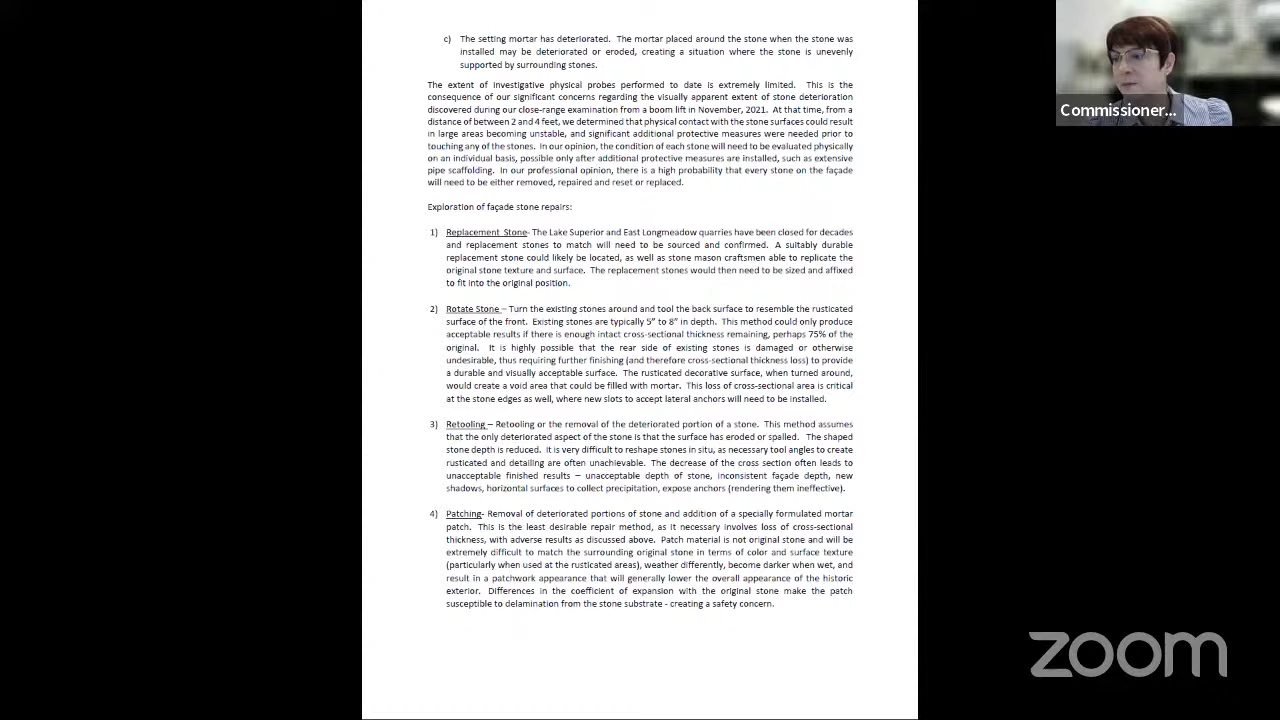 c) The setting mortar has deteriorated. The mortar placed around the stone when the stone was
installed may be deteriorated or eroded, creating a situation where the stone is unevenly
supported by surrounding stones.
The extent of investigative physical probes performed to date is extremely limited. This is the
consequence of our significant concerns regarding the visually apparent extent of stone deterioration
discovered during our close-range examination from a boom lift in November, 2021. At that time, from a
distance of between 2 and 4 feet, we determined that physical contact with the stone surfaces could result
in large areas becoming unstable, and significant additional protective measures were needed prior to
touching any of the stones. In our opinion, the condition of each stone will need to be evaluated physically
on an individual basis, possible only after additional protective measures are installed, such as extensive
pipe scaffolding. In our professional opinion, there is a high probability that every stone on the façade
will need to be either removed, repaired and reset or replaced.
Exploration of façade stone repairs:
1) Replacement Stone- The Lake Superior and East Longmeadow quarries have been closed for decades
and replacement stones to match will need to be sourced and confirmed. A suitably durable
replacement stone could likely be located, as well as stone mason craftsmen able to replicate the
original stone texture and surface. The replacement stones would then need to be sized and affixed
to fit into the original position.
2) Rotate Stone – Turn the existing stones around and tool the back surface to resemble the rusticated
surface of the front. Existing stones are typically 5" to 8" in depth. This method could only produce
acceptable results if there is enough intact cross-sectional thickness remaining, perhaps 75% of the
original. It is highly possible that the rear side of existing stones is damaged or otherwise
undesirable, thus requiring further finishing (and therefore cross-sectional thickness loss) to provide
a durable and visually acceptable surface. The rusticated decorative surface, when turned around,
would create a void area that could be filled with mortar. This loss of cross-sectional area is critical
at the stone edges as well, where new slots to accept lateral anchors will need to be installed.
3) Retooling – Retooling or the removal of the deteriorated portion of a stone. This method assumes
that the only deteriorated aspect of the stone is that the surface has eroded or spalled. The shaped
stone depth is reduced. It is very difficult to reshape stones in situ, as necessary tool angles to create
rusticated and detailing are often unachievable. The decrease of the cross section often leads to
unacceptable finished results – unacceptable depth of stone, inconsistent façade depth, new
shadows, horizontal surfaces to collect precipitation, expose anchors (rendering them ineffective).
4) Patching- Removal of deteriorated portions of stone and addition of a specially formulated mortar
patch. This is the least desirable repair method, as it necessary involves loss of cross-sectional
thickness, with adverse results as discussed above. Patch material is not original stone and will be
extremely difficult to match the surrounding original stone in terms of color and surface texture
(particularly when used at the rusticated areas), weather differently, become darker when wet, and
result in a patchwork appearance that will generally lower the overall appearance of the historic
exterior. Differences in the coefficient of expansion with the original stone make the patch
susceptible to delamination from the stone substrate - creating a safety concern.
Commissioner...
zoom